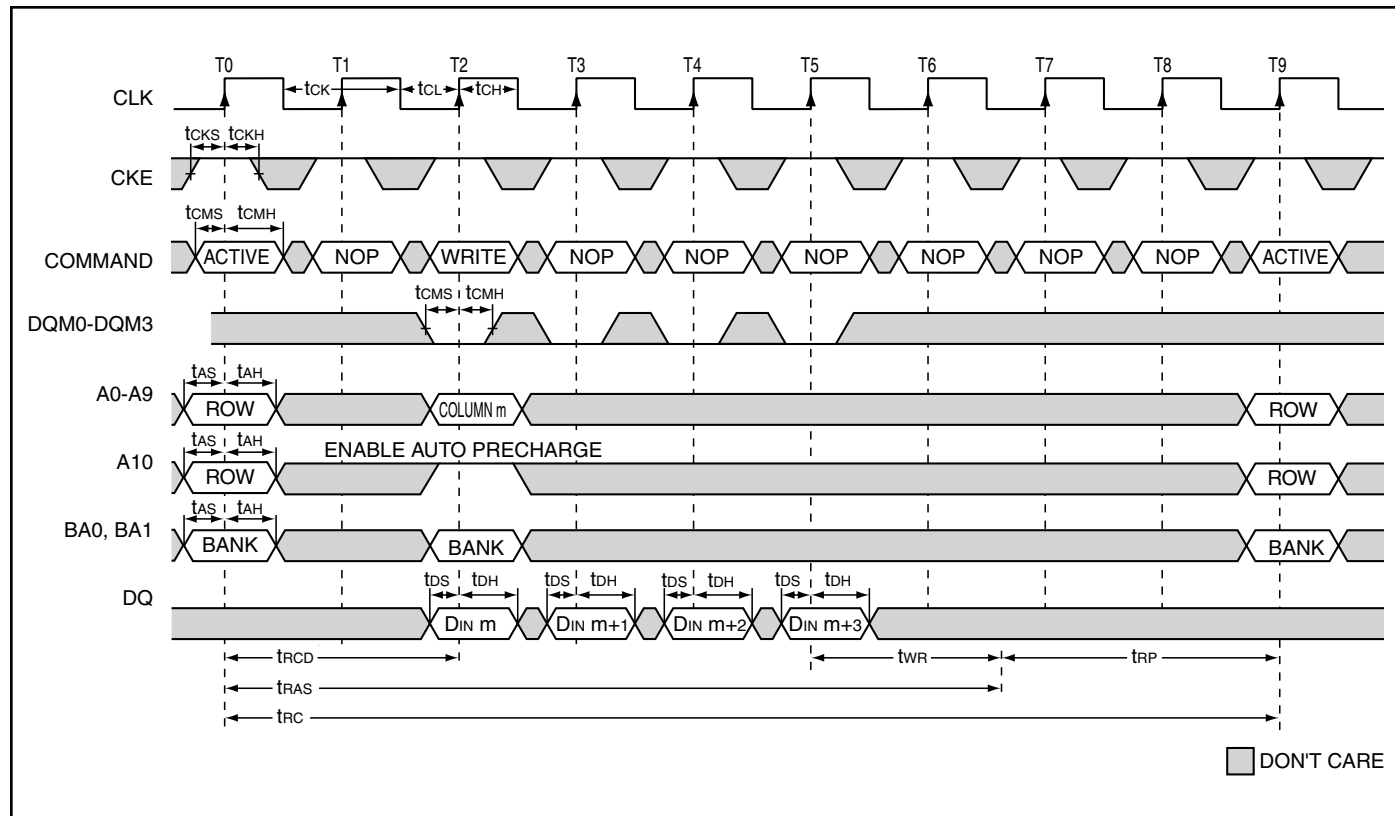 T0 T1 T2 T3 T4 T5 T6 T7 T8 T9
CLK tCK tCL tCH
tCKS tCKH
CKE
tCMS tCMH
COMMAND ACTIVE NOP WRITE NOP NOP NOP NOP NOP NOP ACTIVE
tCMS tCMH
DQM0-DQM3
tAS tAH
A0-A9 ROW COLUMN m ROW
tAS tAH ENABLE AUTO PRECHARGE
A10 ROW ROW
tAS tAH
BA0, BA1 BANK BANK BANK
tDS tDH tDS tDH tDS tDH tDS tDH
DQ DIN m DIN m+1 DIN m+2 DIN m+3
tRCD tWR tRP
tRAS
tRC
DON'T CARE